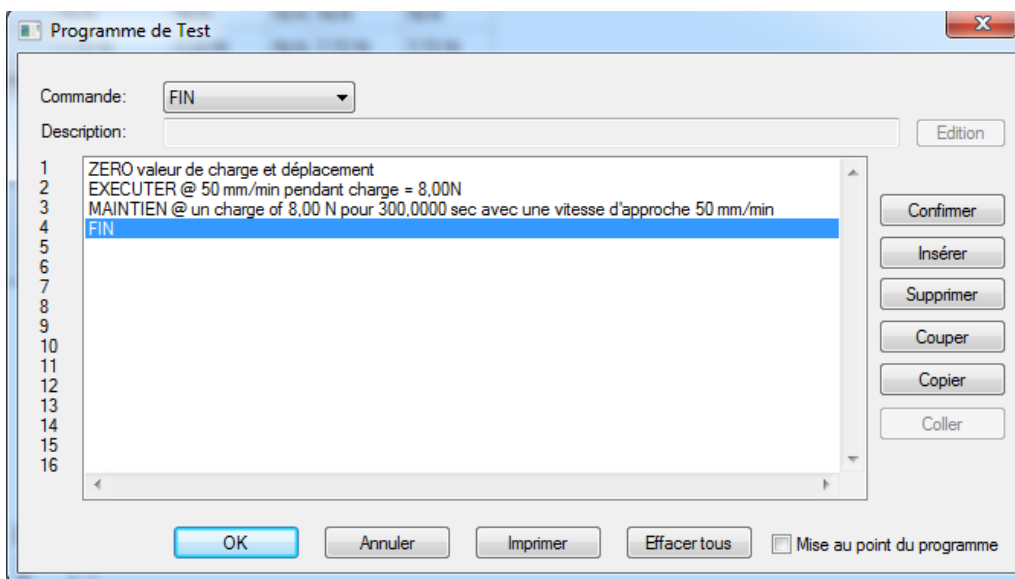 Programme de Test
Commande: FIN
Description: Edition
1 ZERO valeur de charge et déplacement
2 EXECUTER @ 50 mm/min pendant charge = 8,00N
3 MAINTIEN @ un charge of 8,00 N pour 300,0000 sec avec une vitesse d'approche 50 mm/min
4 FIN
5
6
7
8
9
10
11
12
13
14
15
16
Confirmer
Insérer
Supprimer
Couper
Copier
Coller
OK Annuler Imprimer Effacer tous Mise au point du programme